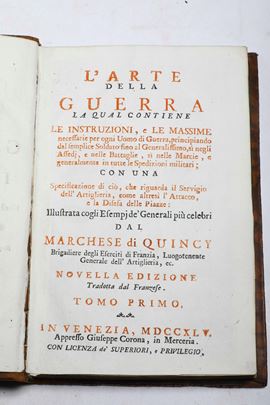 L'ARTE
DELLA
GUERRA
LA QUAL CONTIENE
LE INSTRUZIONI, e LE MASSIME
necessarie per ogni Uomo di Guerra, principiando
dal semplice Soldato fino al Generalissimo, sì negli
Assedj, e nelle Battaglie, sì nelle Marcie, e
generalmente in tutte le Spedizioni militari;
CON UNA
Specificazione di ciò, che riguarda il Servigio
dell'Artiglieria, come altresì l'Attacco,
e la Difesa delle Piazze:
Illustrata cogli Esempj de' Generali più celebri
DAL
MARCHESE di QUINCY
Brigadiere degli Eserciti di Franzia, Luogotenente
Generale dell'Artiglieria, ec.
NOVELLA EDIZIONE
Tradotta dal Franzese.
TOMO PRIMO.
IN VENEZIA, MDCCXLV.
Appresso Giuseppe Corona, in Merceria.
CON LICENZA de' SUPERIORI, e PRIVILEGIO.